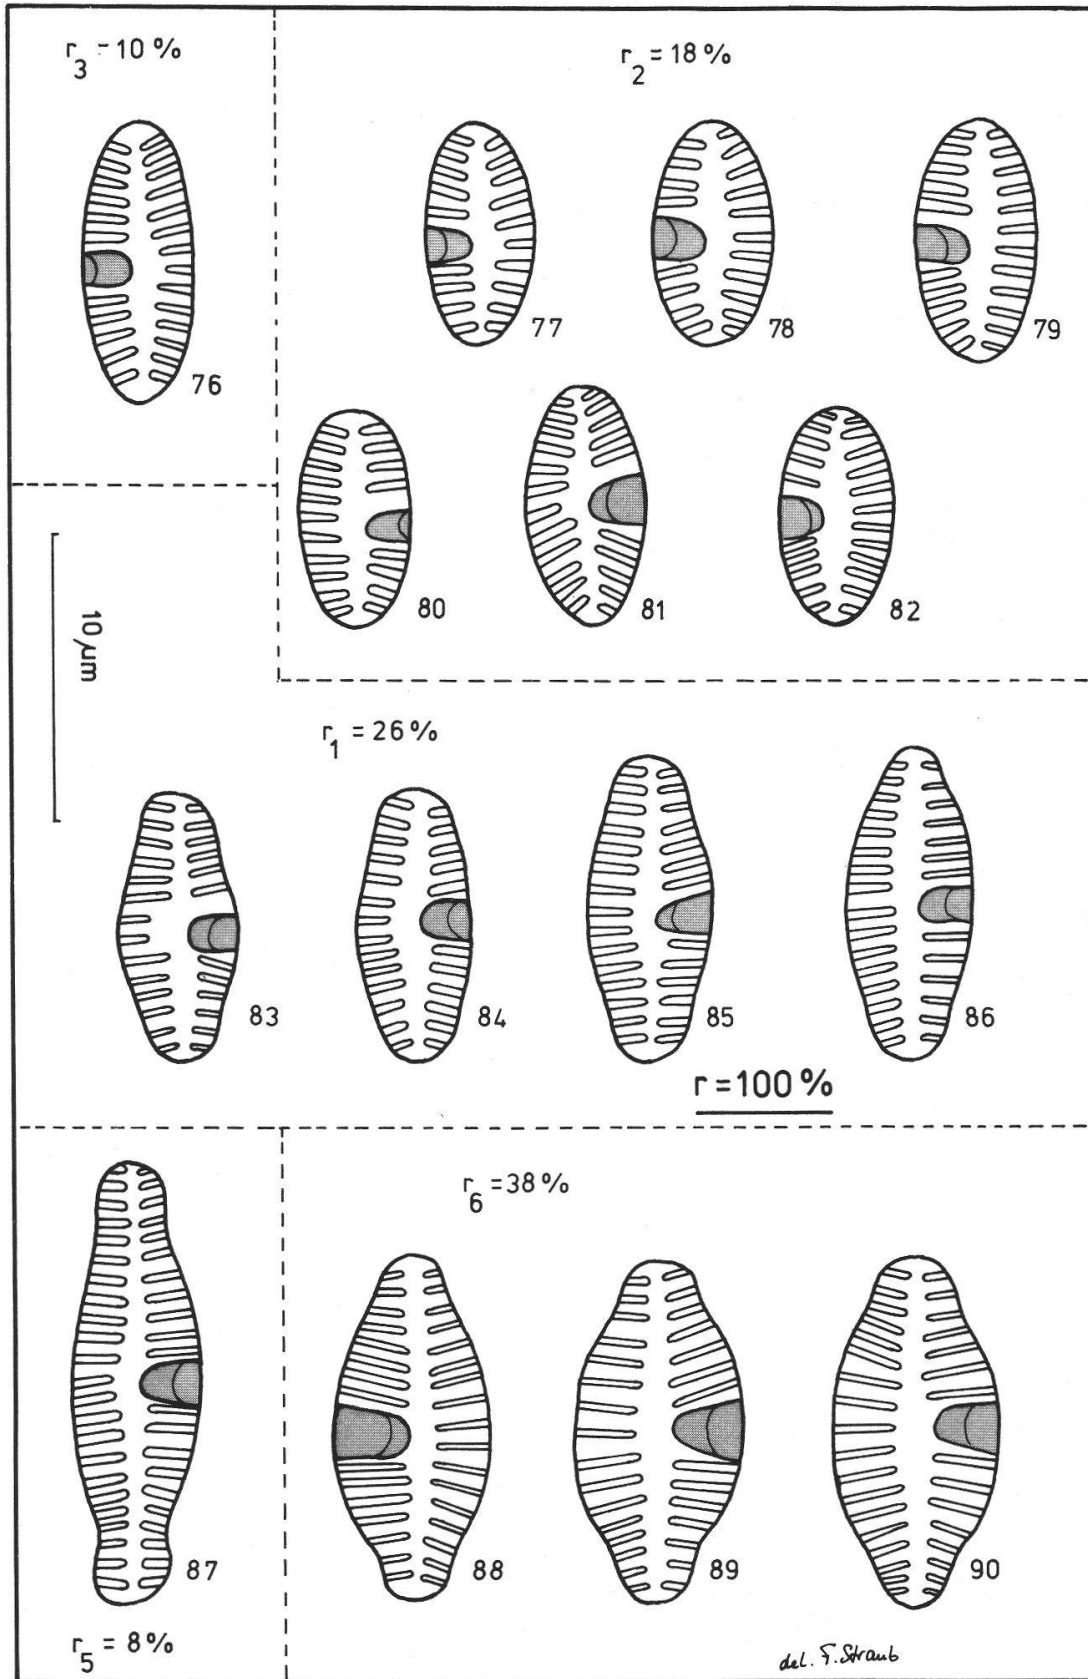 r3 = 10 %
r2 = 18 %
76
77
78
79
80
81
82
10 µm
r1 = 26 %
83
84
85
86
r = 100 %
r6 = 38 %
87
88
89
90
r5 = 8 %
del. F. Straub